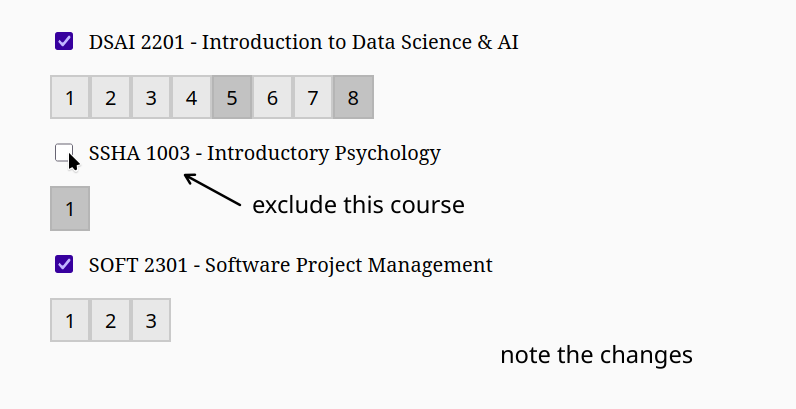 DSAI 2201 - Introduction to Data Science & AI
1 2 3 4 5 6 7 8
SSHA 1003 - Introductory Psychology
1
exclude this course
SOFT 2301 - Software Project Management
1 2 3
note the changes